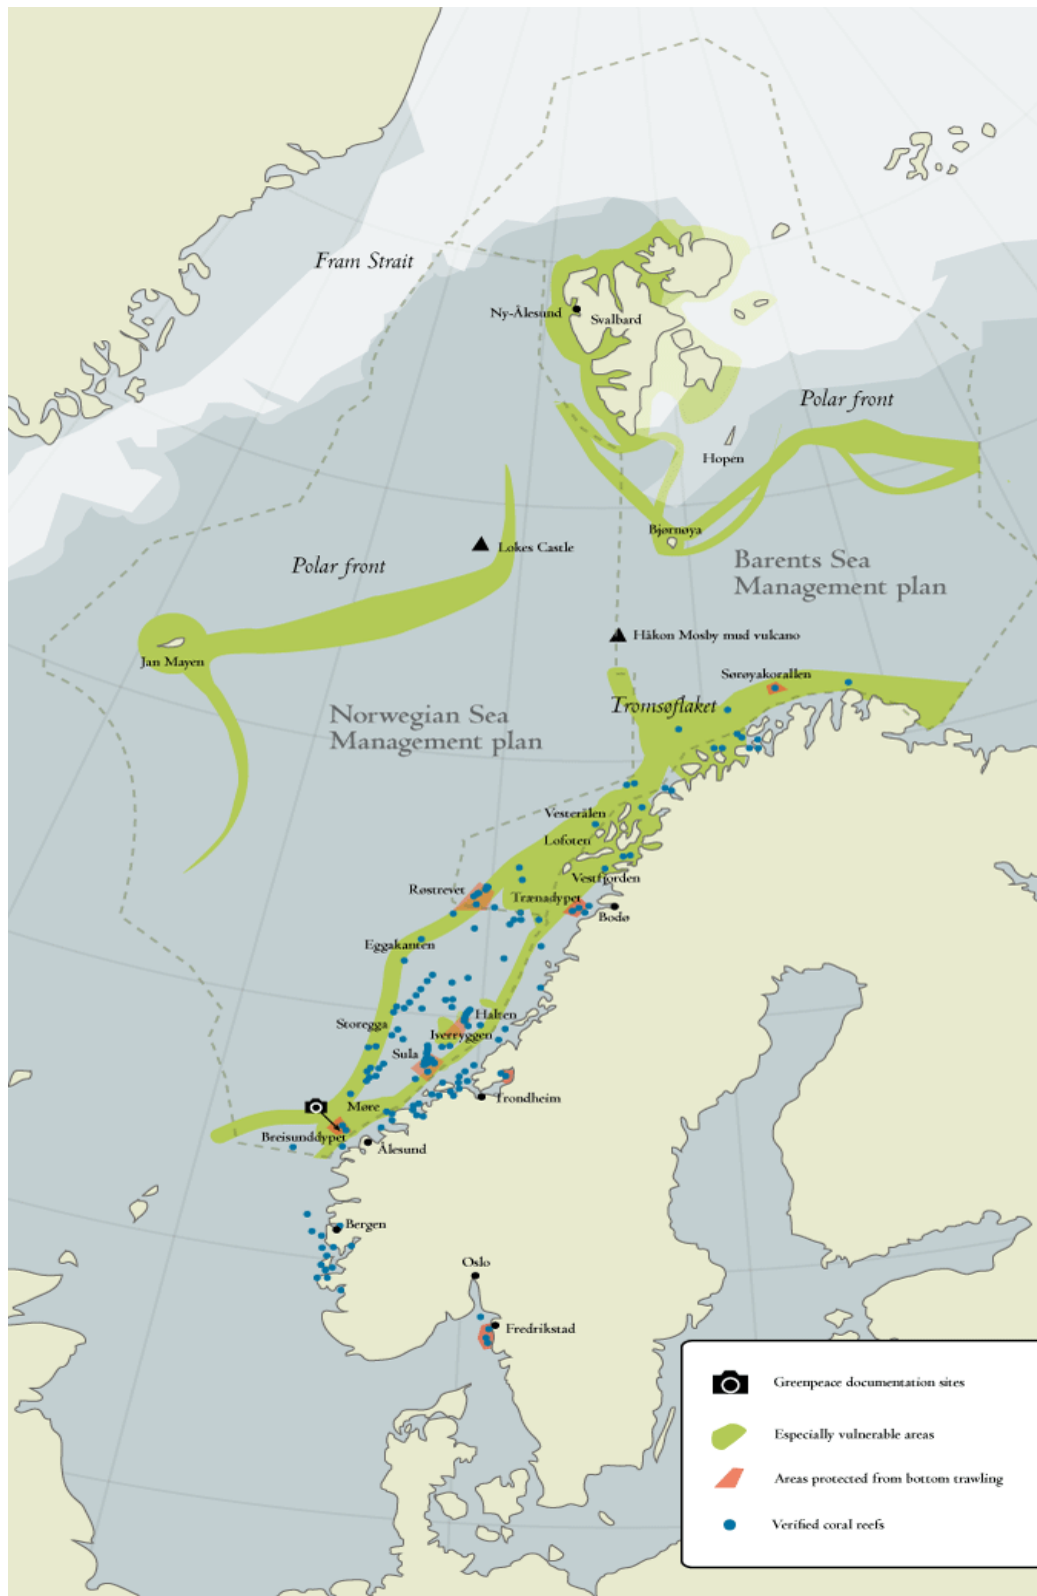 Fram Strait
Ny-Ålesund
Svalbard
Polar front
Hopen
Bjørnøya
Lokes Castle
Barents Sea
Management plan
Polar front
Håkon Mosby mud vulcano
Jan Mayen
Sørøyakorallen
Tromsøflaket
Norwegian Sea
Management plan
Vesterålen
Lofoten
Vestfjorden
Røstrevet
Trænadypet
Bodø
Eggakanten
Halten
Storegga
Iverryggen
Sula
Trondheim
Møre
Breisunddypet
Ålesund
Bergen
Oslo
Fredrikstad
Greenpeace documentation sites
Especially vulnerable areas
Areas protected from bottom trawling
Verified coral reefs